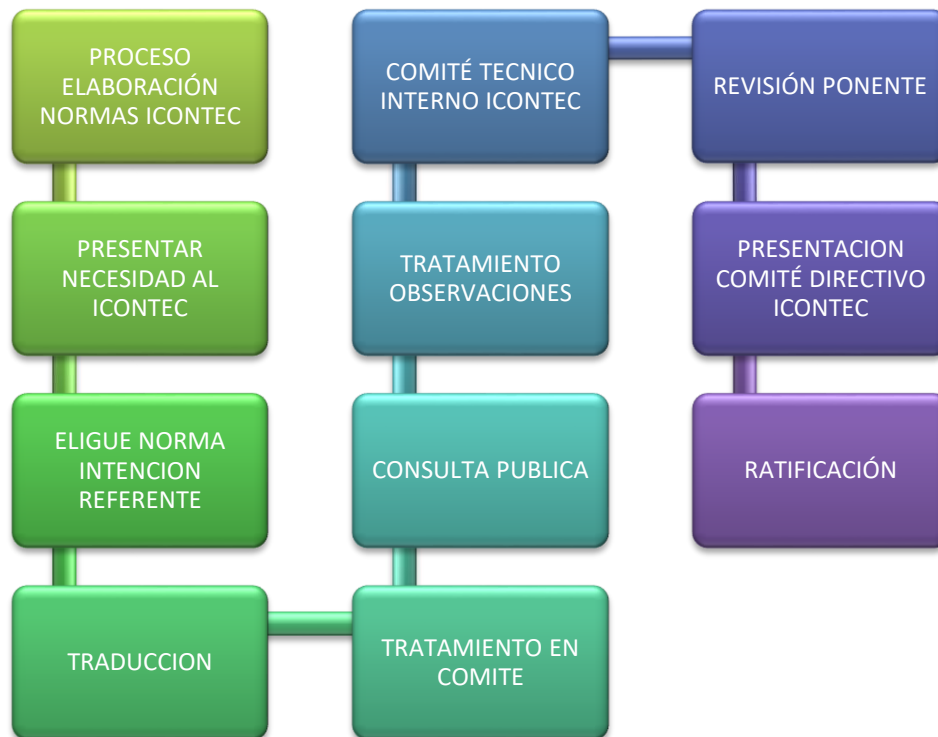 PROCESO
ELABORACIÓN
NORMAS ICONTEC
PRESENTAR
NECESIDAD AL
ICONTEC
ELIGUE NORMA
INTENCION
REFERENTE
TRADUCCION
TRATAMIENTO EN
COMITE
CONSULTA PUBLICA
TRATAMIENTO
OBSERVACIONES
COMITÉ TECNICO
INTERNO ICONTEC
REVISIÓN PONENTE
PRESENTACION
COMITÉ DIRECTIVO
ICONTEC
RATIFICACIÓN